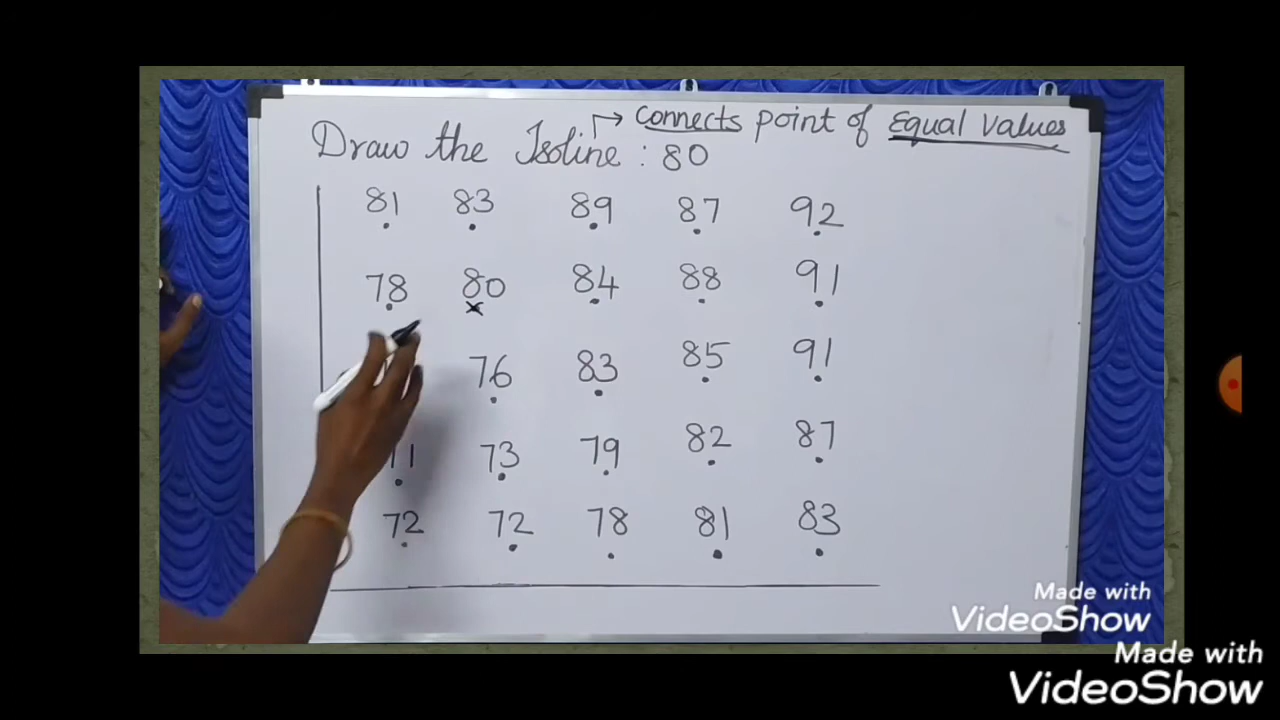 connects point of Equal Values
Draw the Isoline : 80
81 83 89 87 92
78 80 84 88 91
76 83 85 91
73 79 82 87
72 72 78 81 83
Made with
VideoShow
Made with
VideoShow